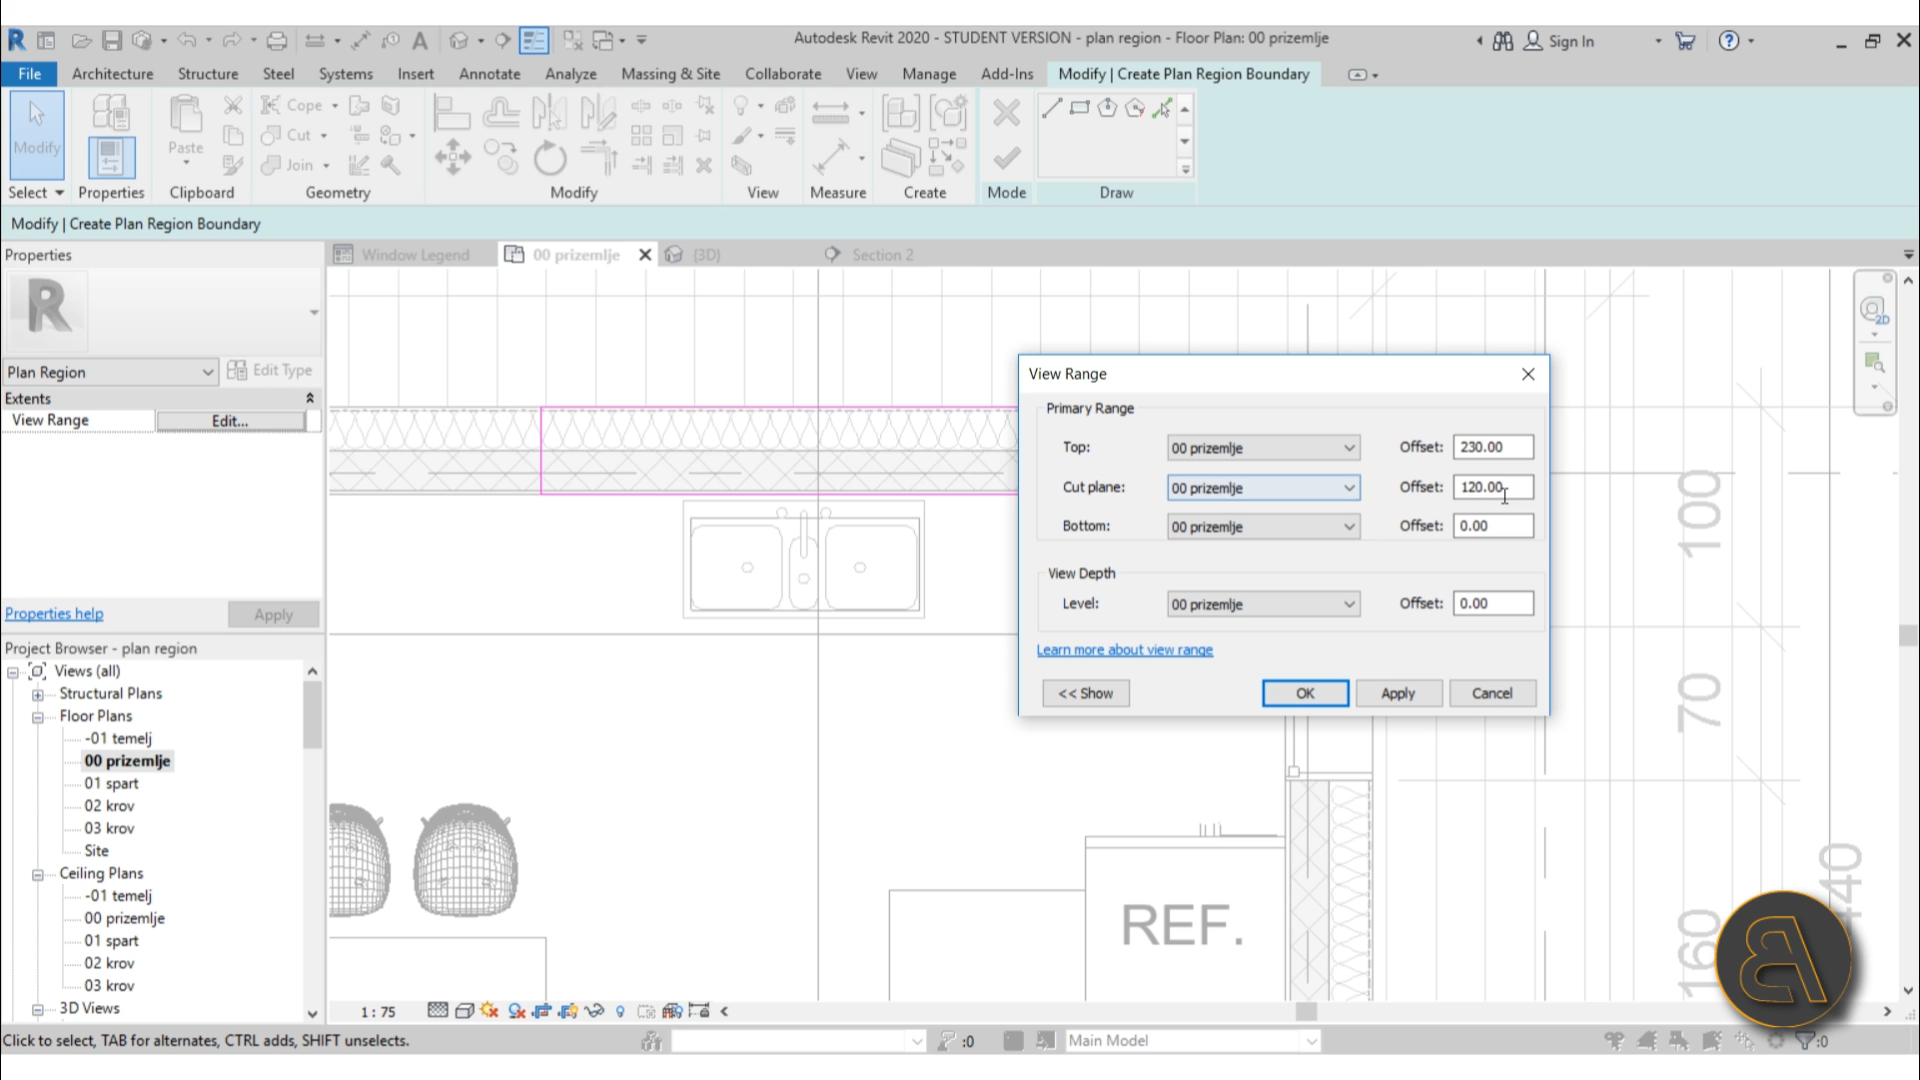 Autodesk Revit 2020 - STUDENT VERSION - plan region - Floor Plan: 00 prizemlje
Sign In
File Architecture Structure Steel Systems Insert Annotate Analyze Massing & Site Collaborate View Manage Add-Ins Modify | Create Plan Region Boundary
Modify
Paste
Cope
Cut
Join
Select Properties Clipboard Geometry Modify View Measure Create Mode Draw
Modify | Create Plan Region Boundary
Properties
Window Legend
00 prizemlje
{3D}
Section 2
R
Plan Region
Edit Type
Extents
View Range
Edit...
Properties help
Apply
Project Browser - plan region
Views (all)
Structural Plans
Floor Plans
-01 temelj
00 prizemlje
01 spart
02 krov
03 krov
Site
Ceiling Plans
-01 temelj
00 prizemlje
01 spart
02 krov
03 krov
3D Views
2D
View Range
Primary Range
Top: 00 prizemlje Offset: 230.00
Cut plane: 00 prizemlje Offset: 120.00
Bottom: 00 prizemlje Offset: 0.00
View Depth
Level: 00 prizemlje Offset: 0.00
Learn more about view range
<< Show OK Apply Cancel
100
70
160
REF.
1 : 75
Click to select, TAB for alternates, CTRL adds, SHIFT unselects.
:0
Main Model
:0